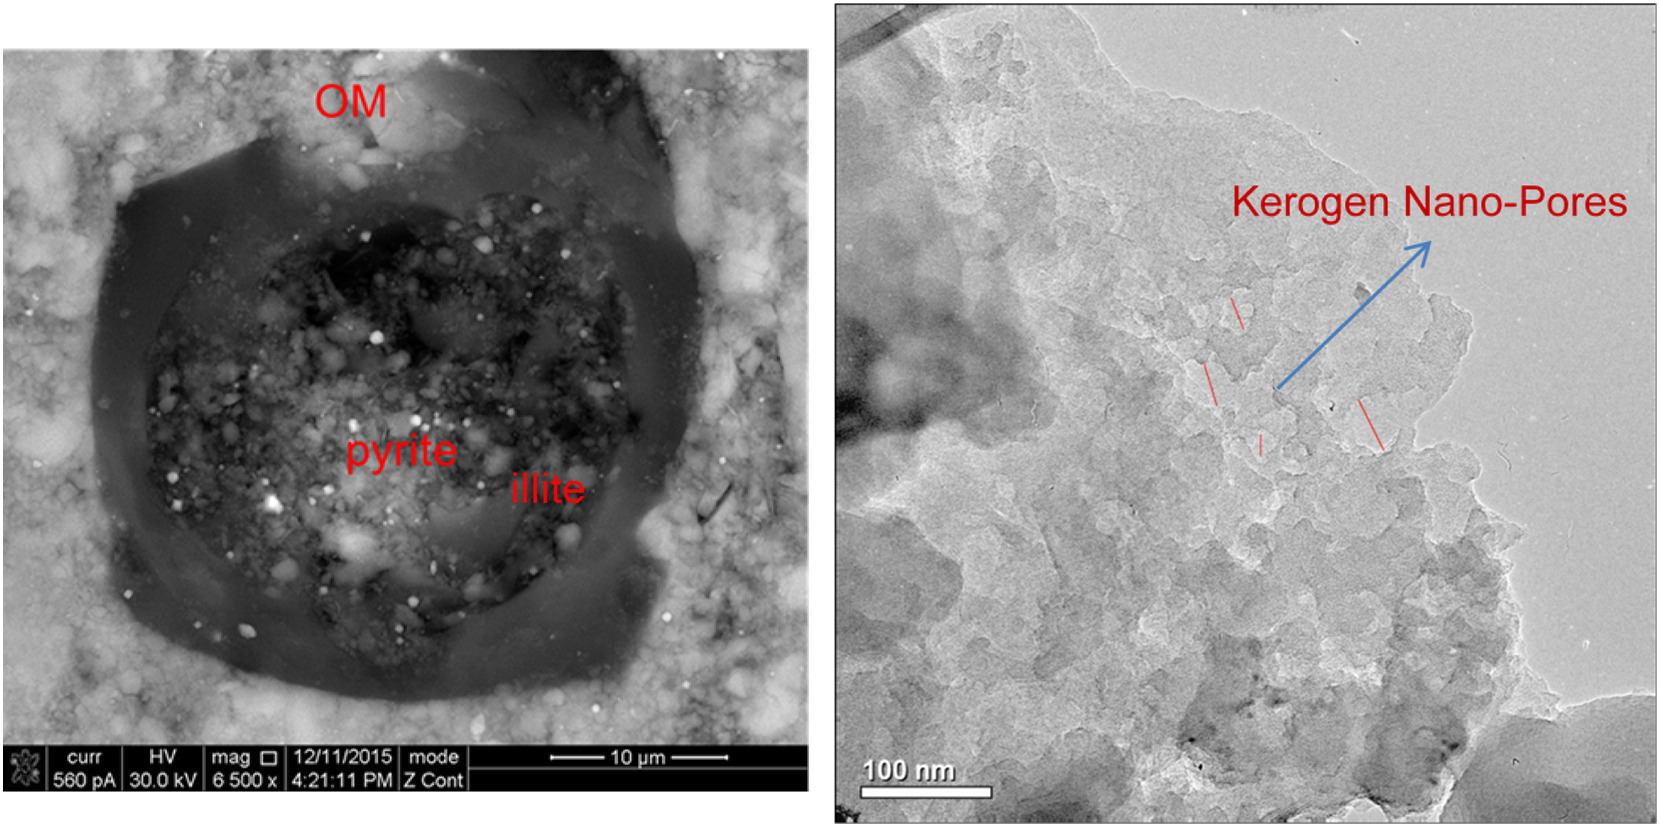 OM
pyrite
illite
curr HV mag 12/11/2015 mode 10 µm
560 pA 30.0 kV 6 500 x 4:21:11 PM Z Cont
Kerogen Nano-Pores
100 nm